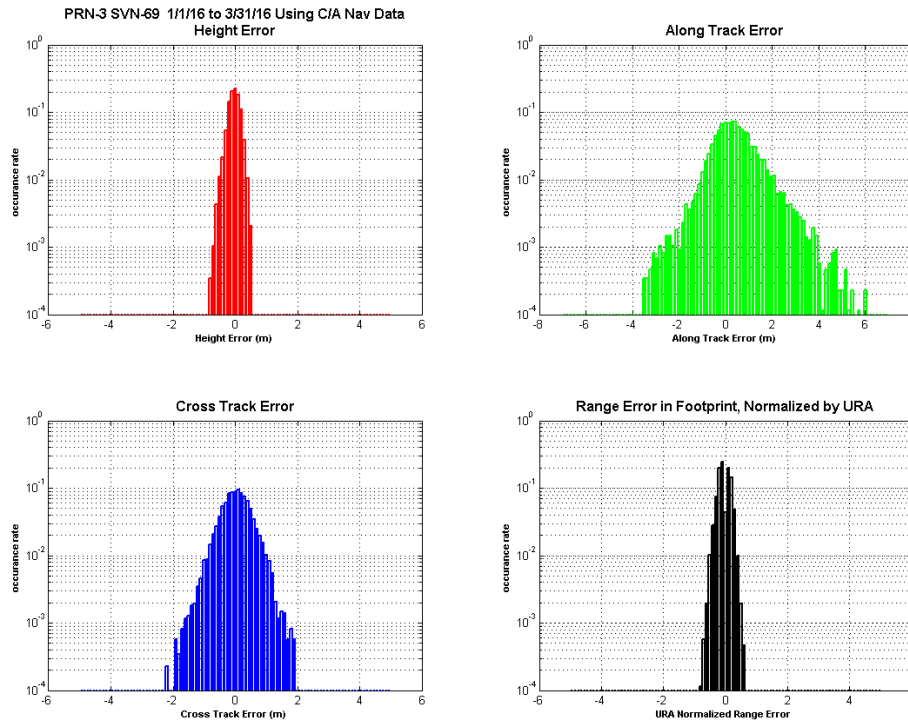 PRN-3 SVN-69 1/1/16 to 3/31/16 Using C/A Nav Data
Height Error
10^0
10^-1
10^-2
10^-3
10^-4
occurance rate
-6 -4 -2 0 2 4 6
Height Error (m)
Along Track Error
10^0
10^-1
10^-2
10^-3
10^-4
occurance rate
-8 -6 -4 -2 0 2 4 6 8
Along Track Error (m)
Cross Track Error
10^0
10^-1
10^-2
10^-3
10^-4
occurance rate
-6 -4 -2 0 2 4 6
Cross Track Error (m)
Range Error in Footprint, Normalized by URA
10^0
10^-1
10^-2
10^-3
10^-4
occurance rate
-6 -4 -2 0 2 4 6
URA Normalized Range Error